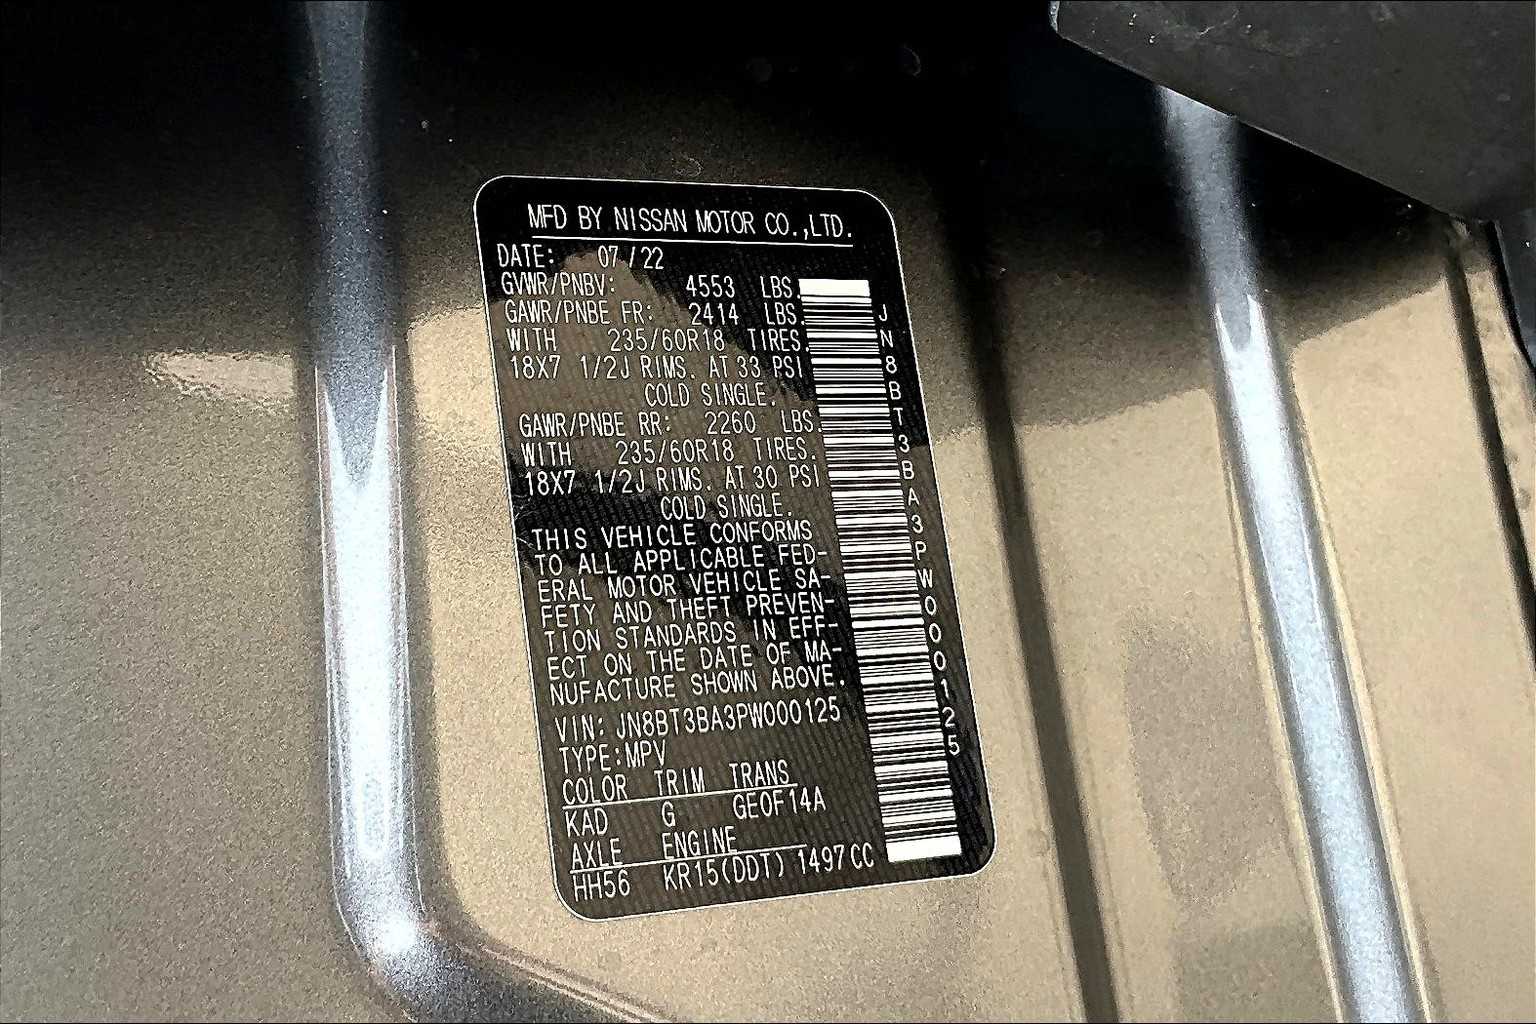 MFD BY NISSAN MOTOR CO.,LTD.
DATE: 07/22
GVWR/PNBV: 4553 LBS.
GAWR/PNBE FR: 2414 LBS.
WITH 235/60R18 TIRES.
18X7 1/2J RIMS. AT 33 PSI
COLD SINGLE.
GAWR/PNBE RR: 2260 LBS.
WITH 235/60R18 TIRES.
18X7 1/2J RIMS. AT 30 PSI
COLD SINGLE.
THIS VEHICLE CONFORMS
TO ALL APPLICABLE FED-
ERAL MOTOR VEHICLE SA-
FETY AND THEFT PREVEN-
TION STANDARDS IN EFF-
ECT ON THE DATE OF MA-
NUFACTURE SHOWN ABOVE.
VIN: JN8BT3BA3PW000125
TYPE:MPV
COLOR TRIM TRANS
KAD G GE0F14A
AXLE ENGINE
HH56 KR15(DDT) 1497CC
JN8BT3BA3PW000125